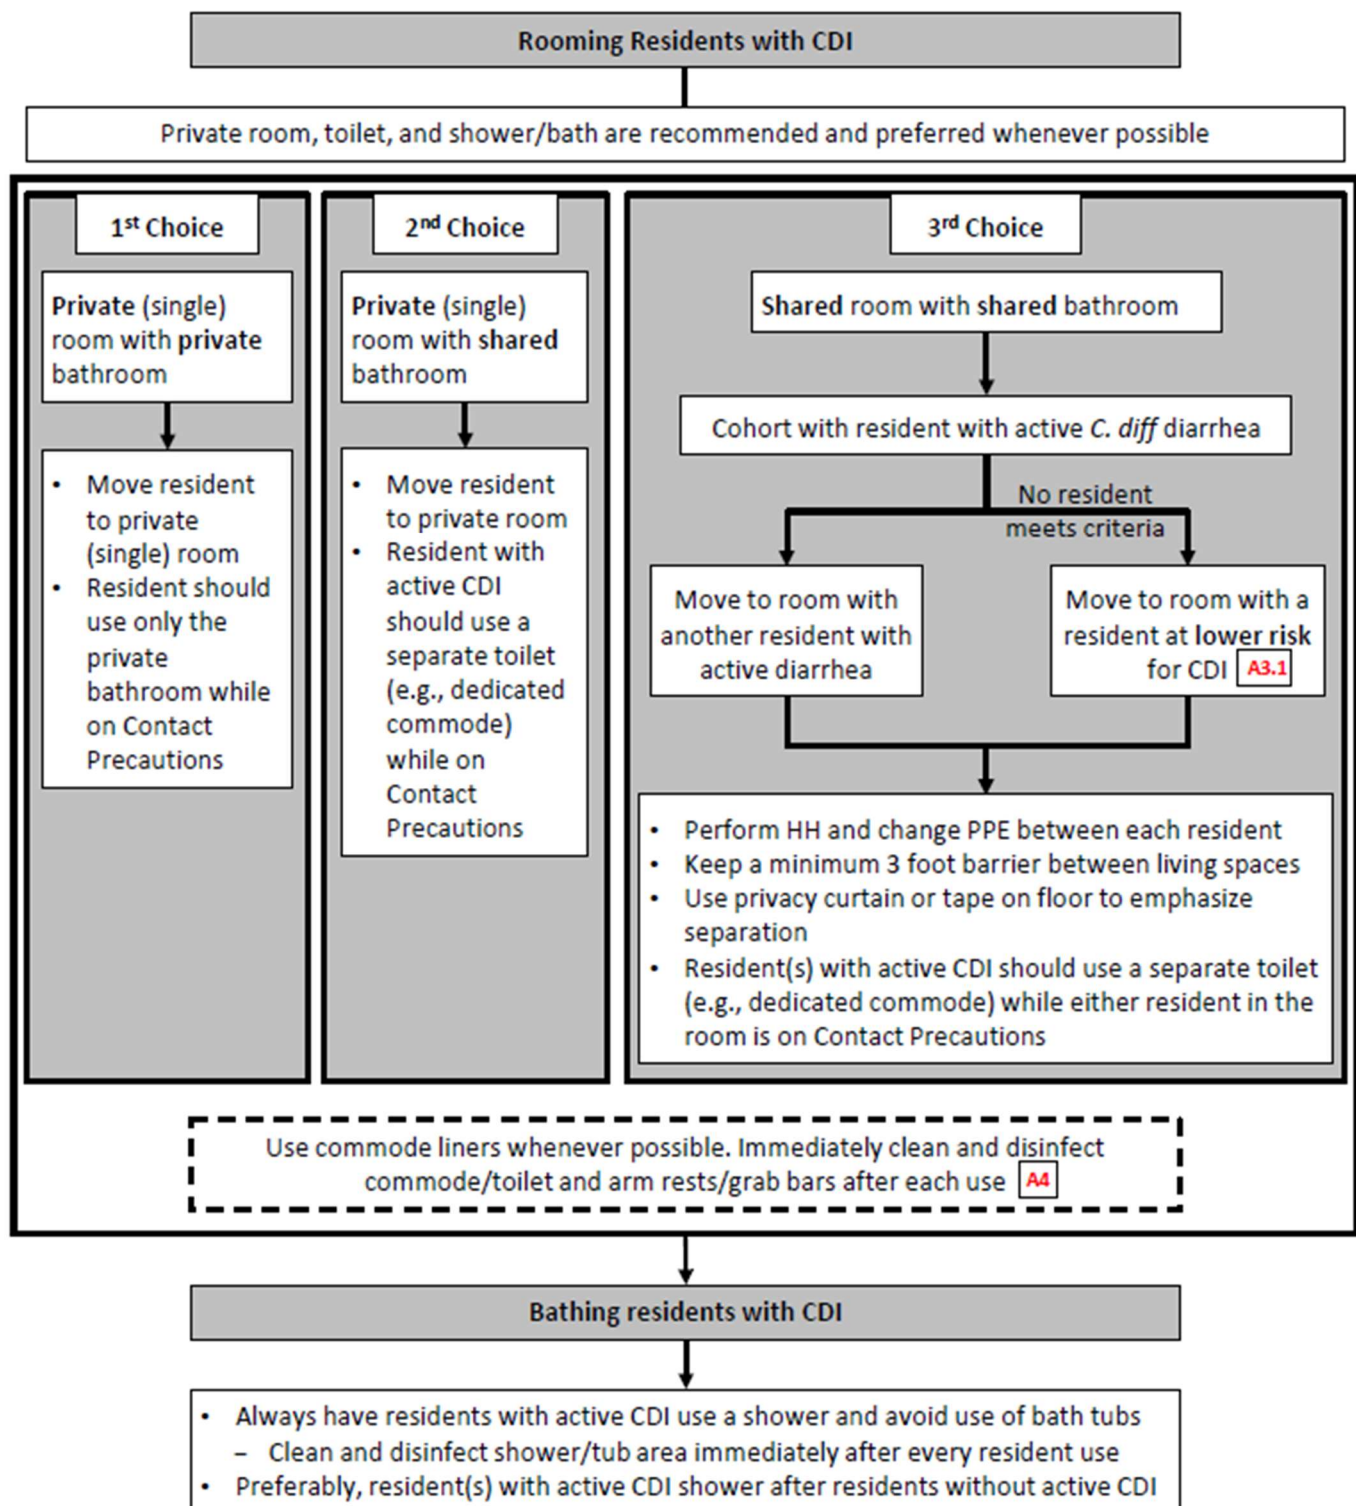 Rooming Residents with CDI
Private room, toilet, and shower/bath are recommended and preferred whenever possible
1st Choice
Private (single)
room with private
bathroom
• Move resident
to private
(single) room
• Resident should
use only the
private
bathroom while
on Contact
Precautions
2nd Choice
Private (single)
room with shared
bathroom
• Move resident
to private room
• Resident with
active CDI
should use a
separate toilet
(e.g., dedicated
commode)
while on
Contact
Precautions
3rd Choice
Shared room with shared bathroom
Cohort with resident with active C. diff diarrhea
No resident
meets criteria
Move to room with
another resident with
active diarrhea
Move to room with a
resident at lower risk
for CDI A3.1
• Perform HH and change PPE between each resident
• Keep a minimum 3 foot barrier between living spaces
• Use privacy curtain or tape on floor to emphasize
separation
• Resident(s) with active CDI should use a separate toilet
(e.g., dedicated commode) while either resident in the
room is on Contact Precautions
Use commode liners whenever possible. Immediately clean and disinfect
commode/toilet and arm rests/grab bars after each use A4
Bathing residents with CDI
• Always have residents with active CDI use a shower and avoid use of bath tubs
– Clean and disinfect shower/tub area immediately after every resident use
• Preferably, resident(s) with active CDI shower after residents without active CDI